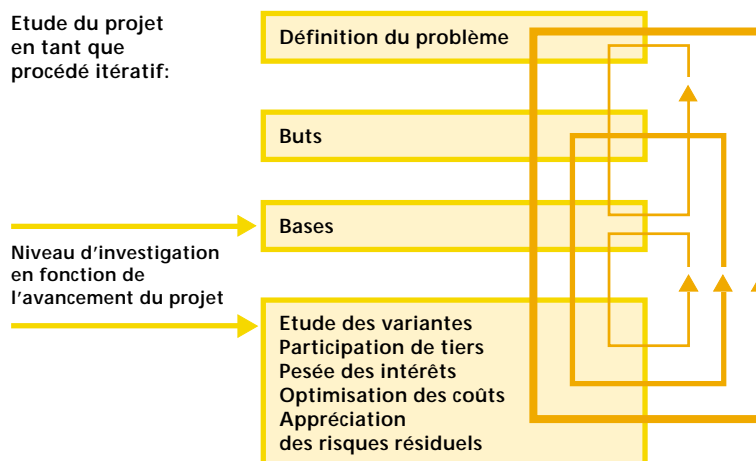 Etude du projet
en tant que
procédé itératif:
Définition du problème
Buts
Bases
Niveau d'investigation
en fonction de
l'avancement du projet
Etude des variantes
Participation de tiers
Pesée des intérêts
Optimisation des coûts
Appréciation
des risques résiduels